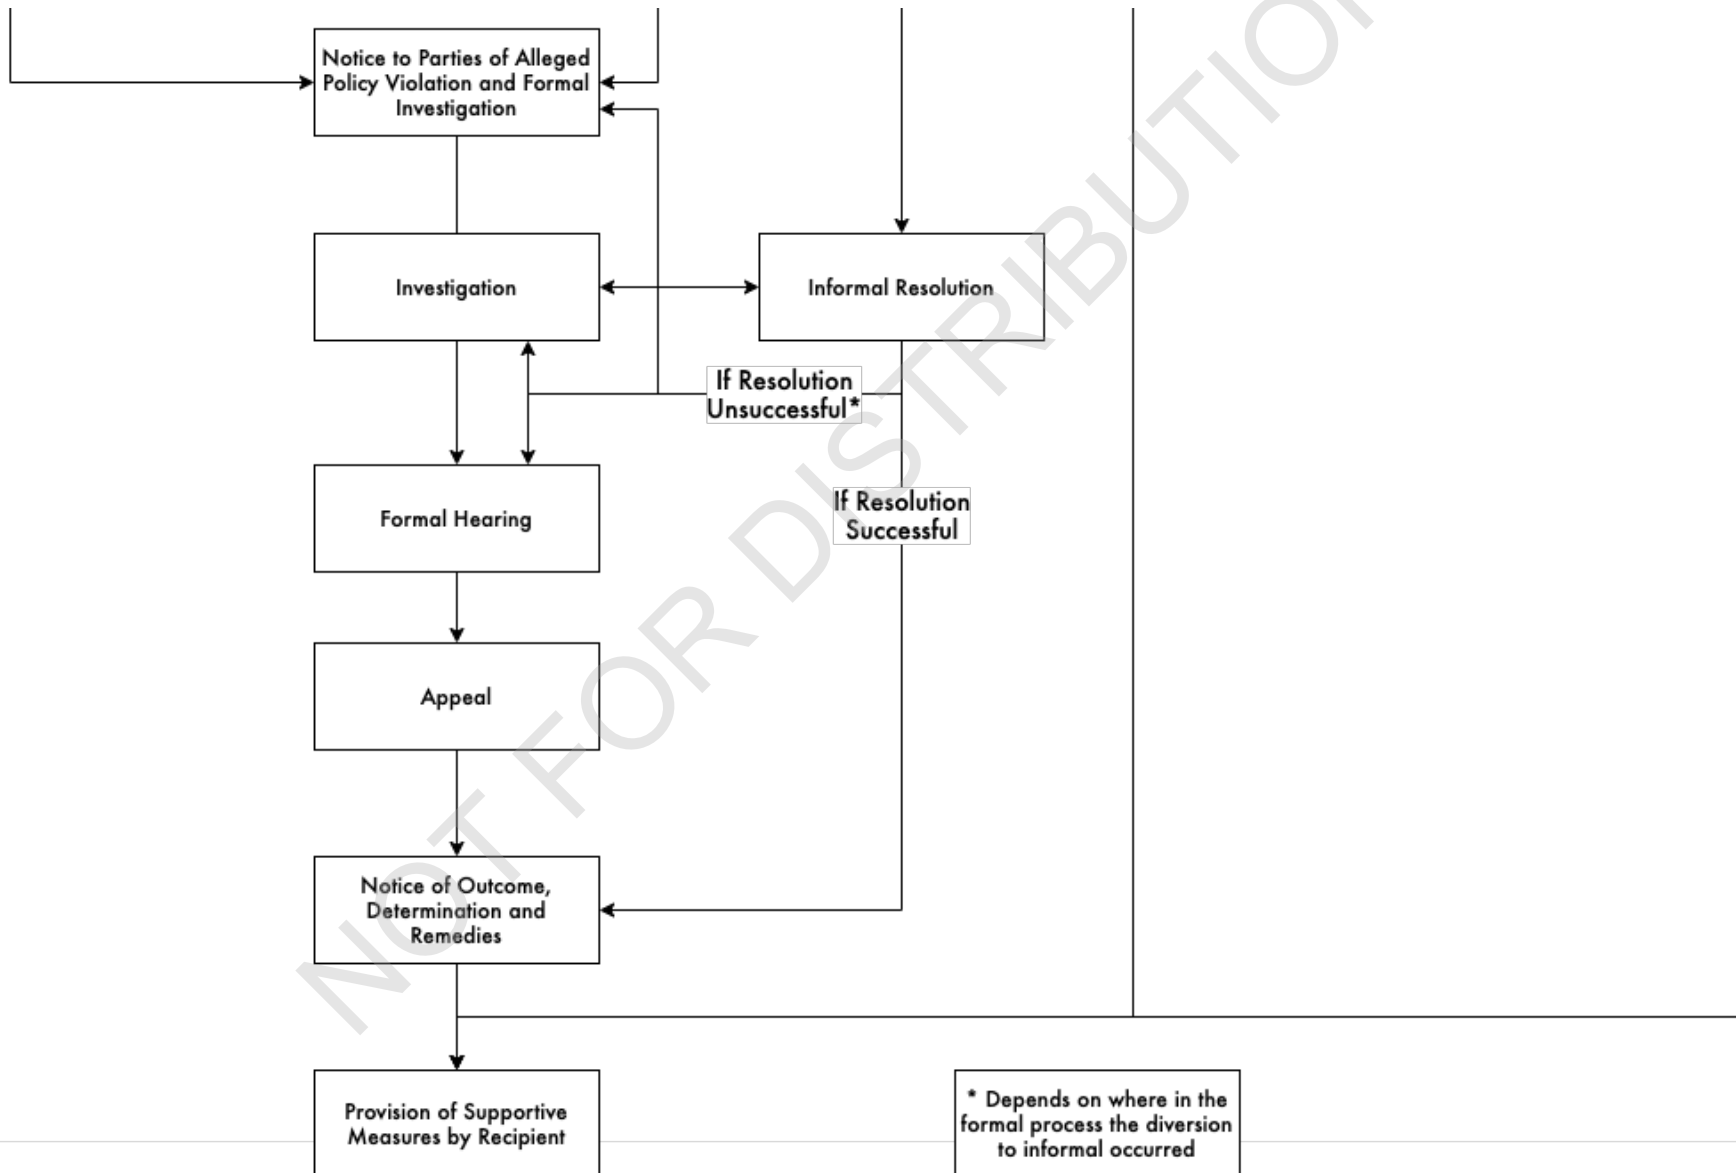 Notice to Parties of Alleged
Policy Violation and Formal
Investigation
Investigation
Informal Resolution
If Resolution
Unsuccessful*
If Resolution
Successful
Formal Hearing
Appeal
Notice of Outcome,
Determination and
Remedies
Provision of Supportive
Measures by Recipient
* Depends on where in the
formal process the diversion
to informal occurred
NOT FOR DISTRIBUTION